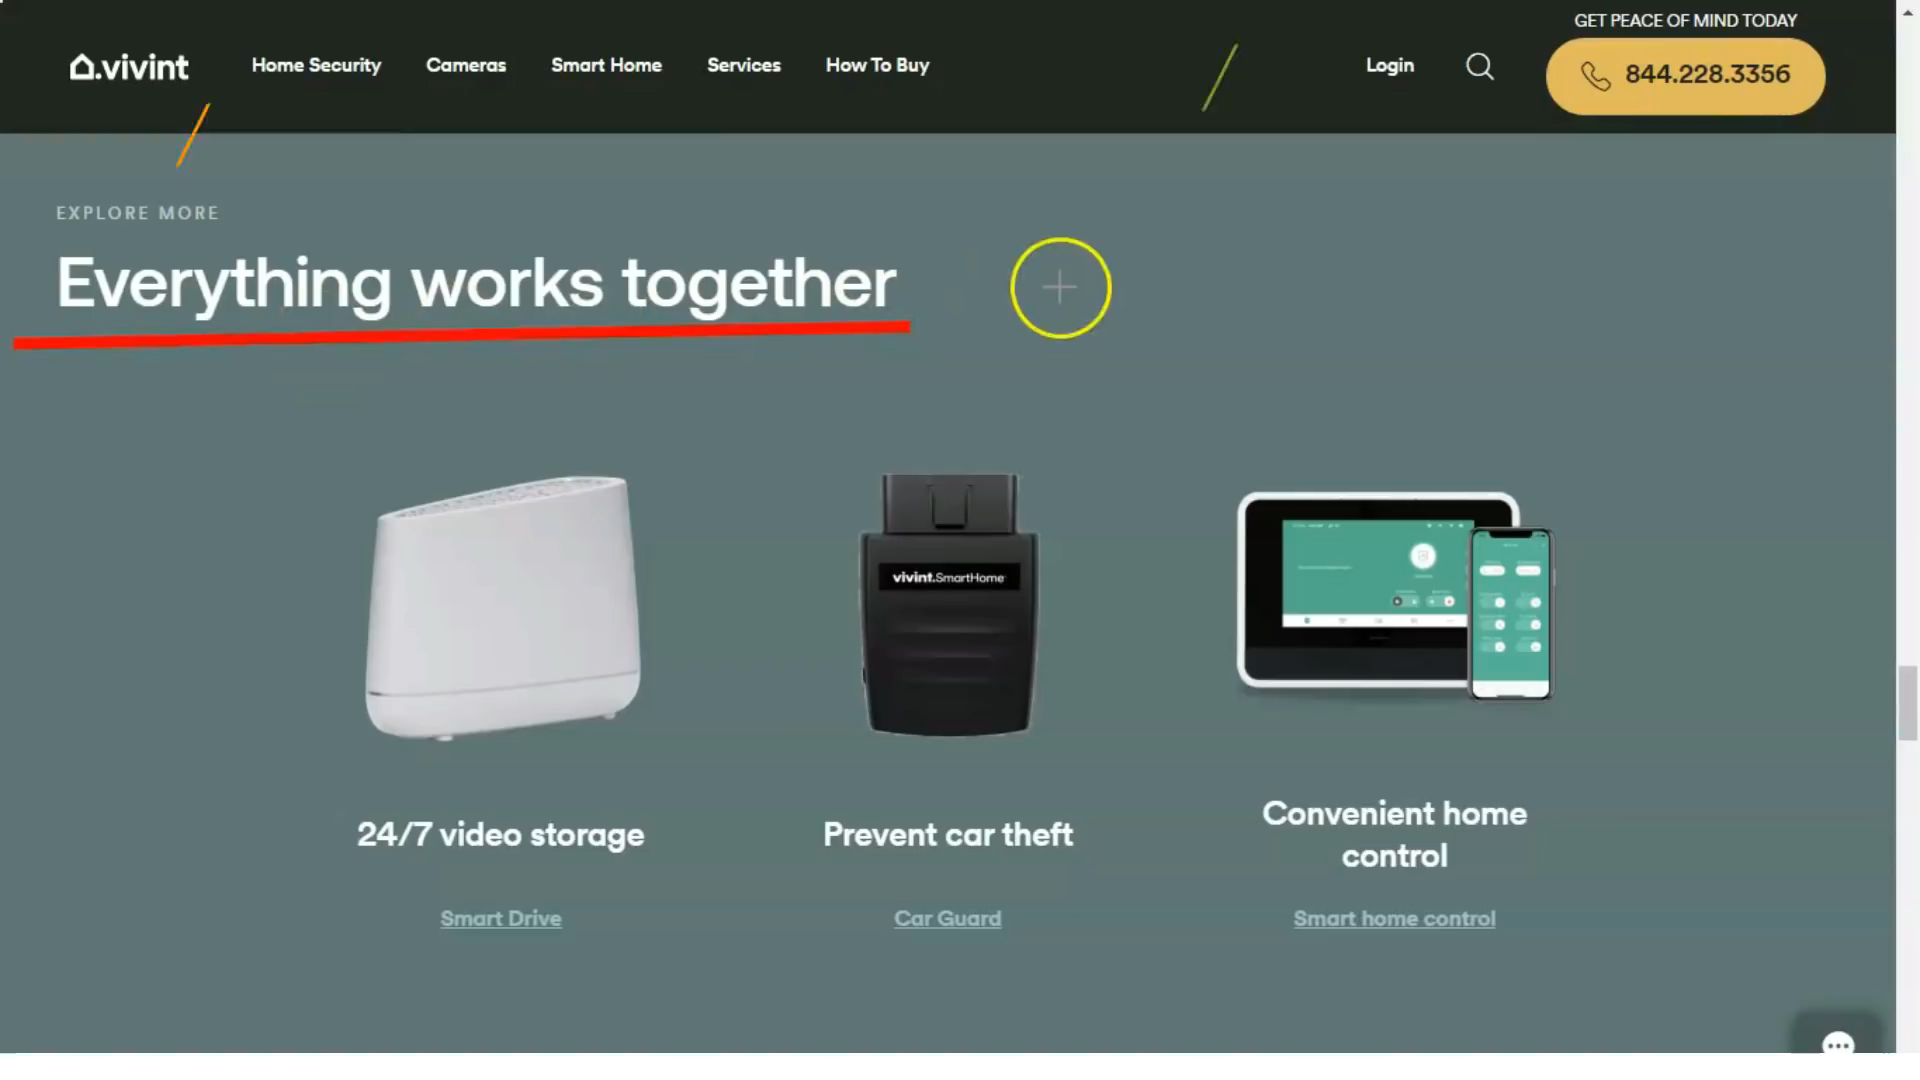 GET PEACE OF MIND TODAY
vivint
Home Security
Cameras
Smart Home
Services
How To Buy
Login
844.228.3356
EXPLORE MORE
Everything works together
vivint.SmartHome
24/7 video storage
Prevent car theft
Convenient home
control
Smart Drive
Car Guard
Smart home control